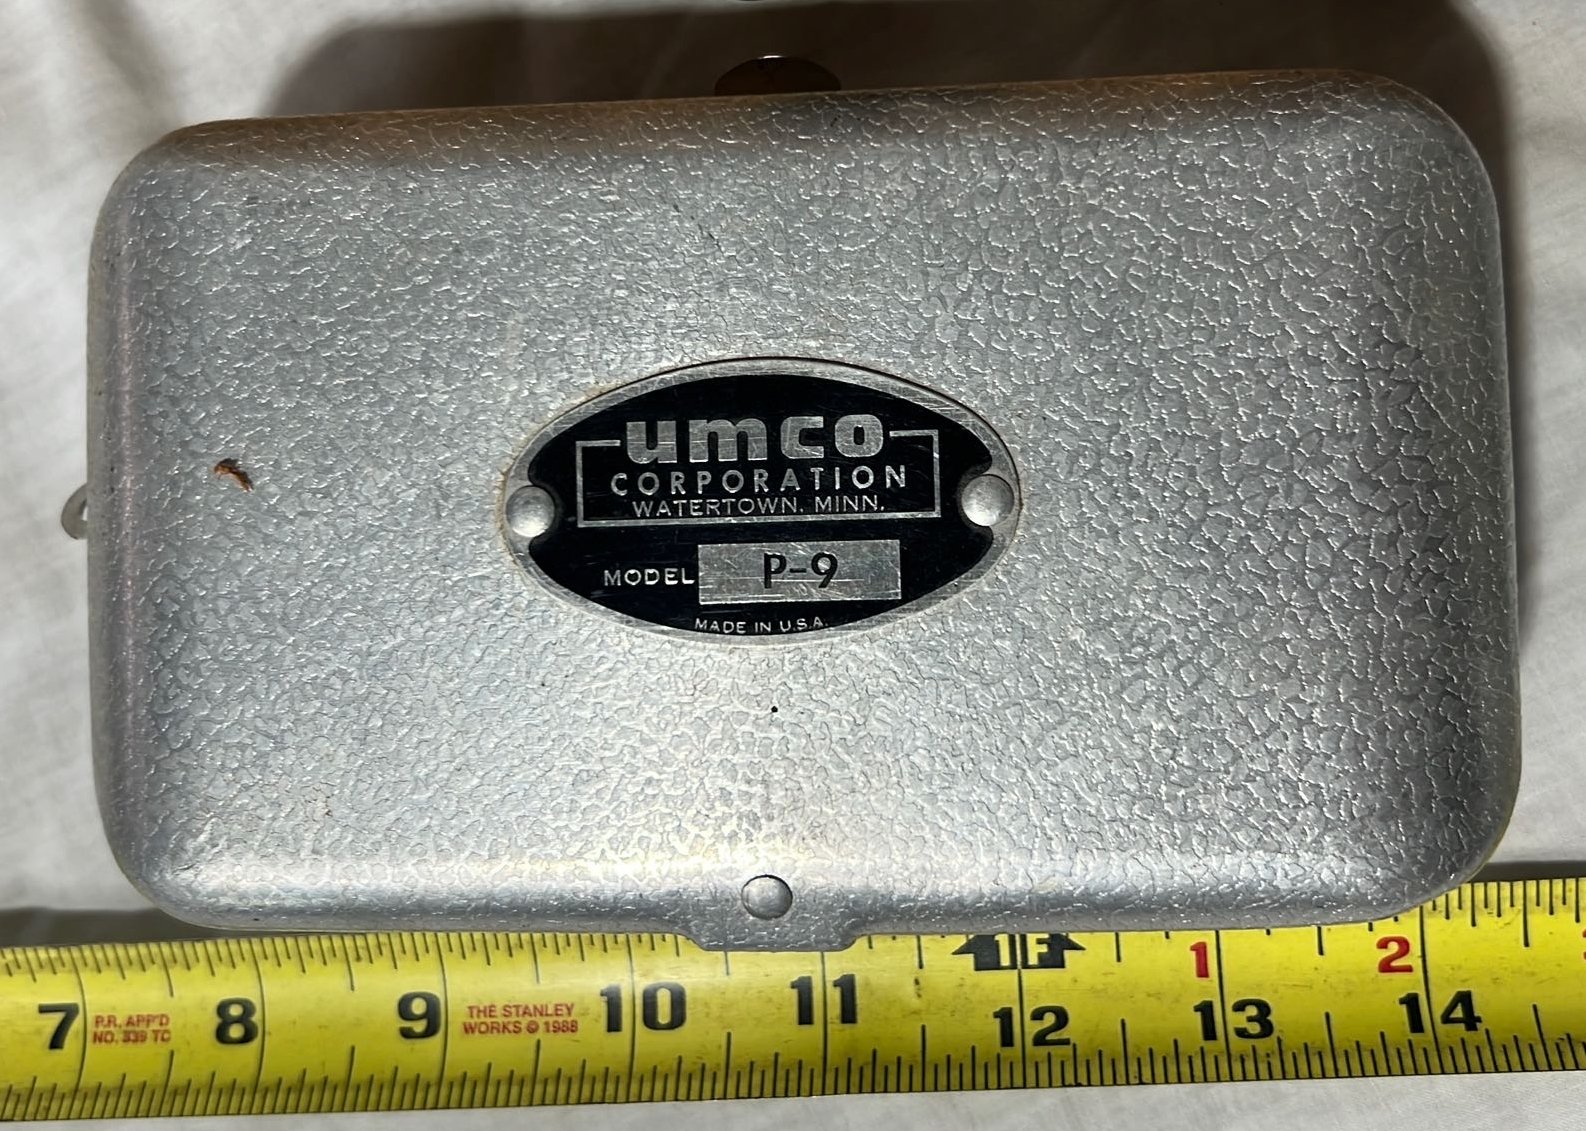 umco
CORPORATION
WATERTOWN, MINN.
MODEL P-9
MADE IN U.S.A.
1F 1 2
7 P.R. APP'D 8 9 THE STANLEY 10 11 12 13 14
NO. 339 TC WORKS © 1988